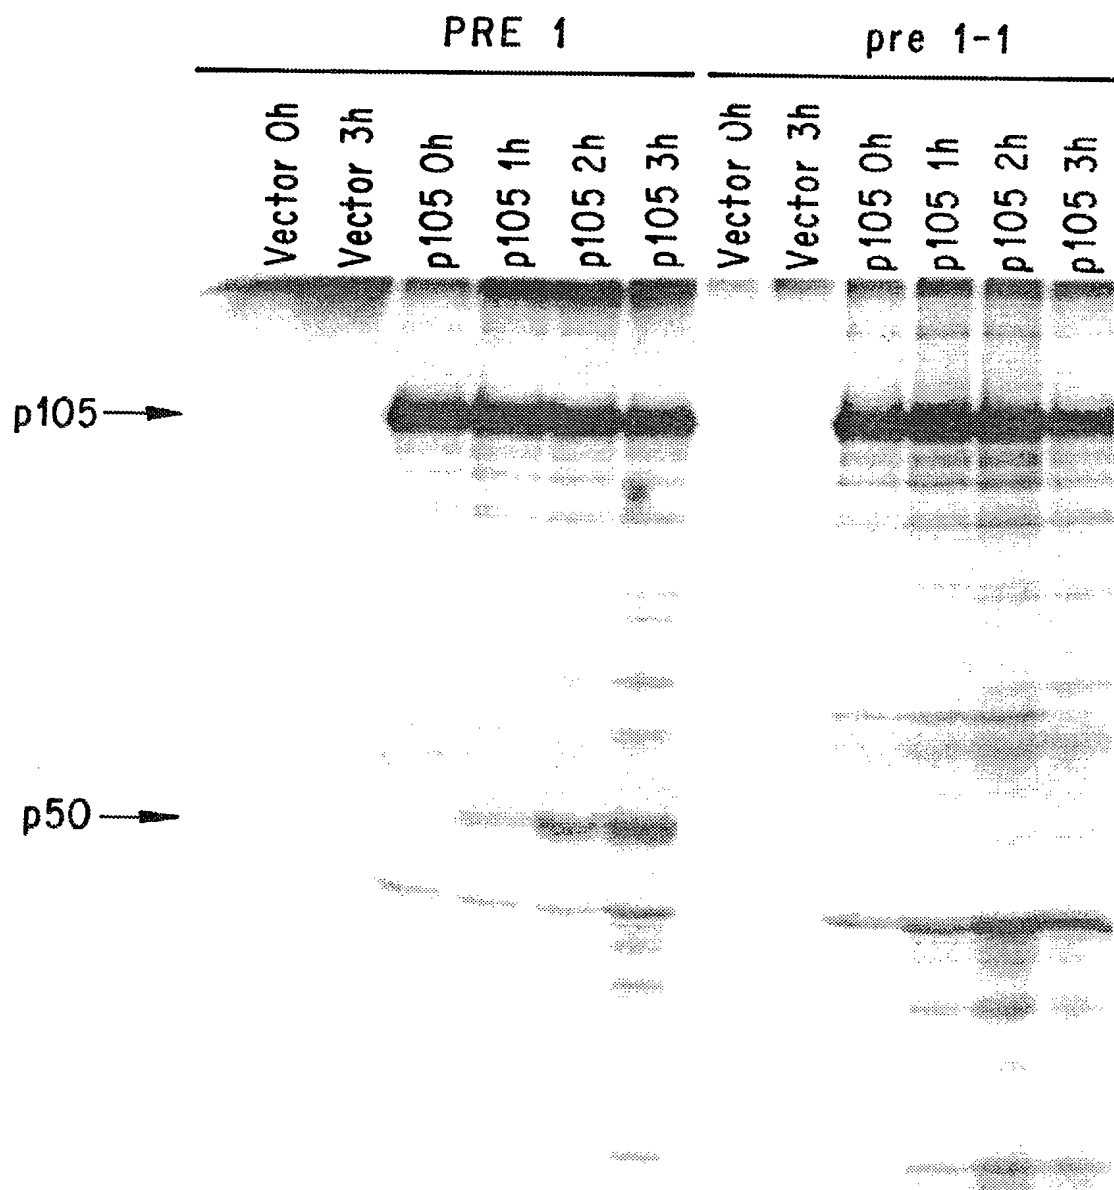 PRE 1
pre 1-1
Vector 0h
Vector 3h
p105 0h
p105 1h
p105 2h
p105 3h
Vector 0h
Vector 3h
p105 0h
p105 1h
p105 2h
p105 3h
p105
p50